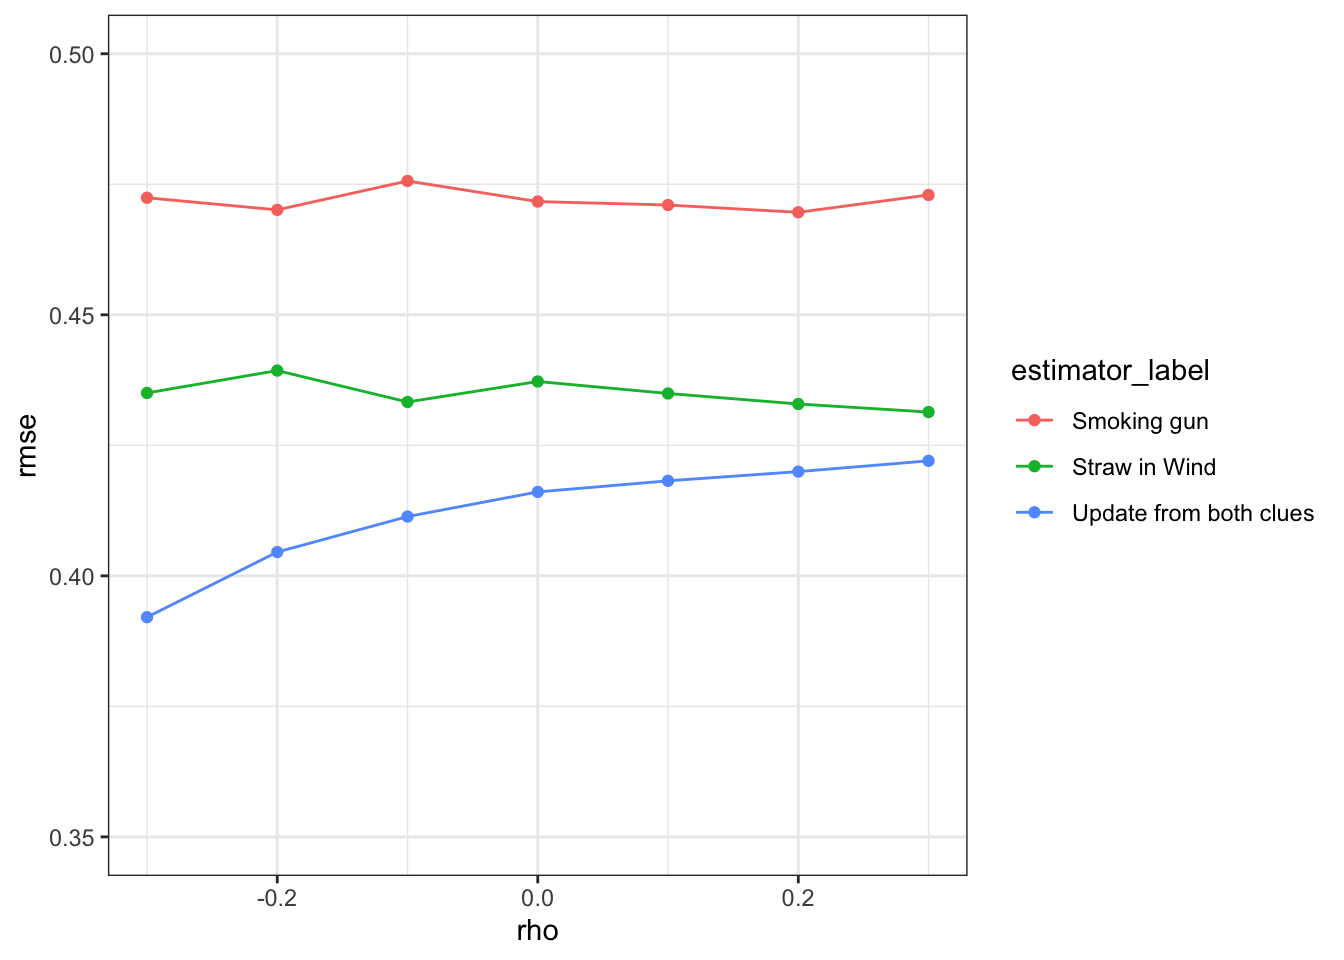 0.50
0.45
0.40
0.35
rmse
-0.2
0.0
0.2
rho
estimator_label
Smoking gun
Straw in Wind
Update from both clues